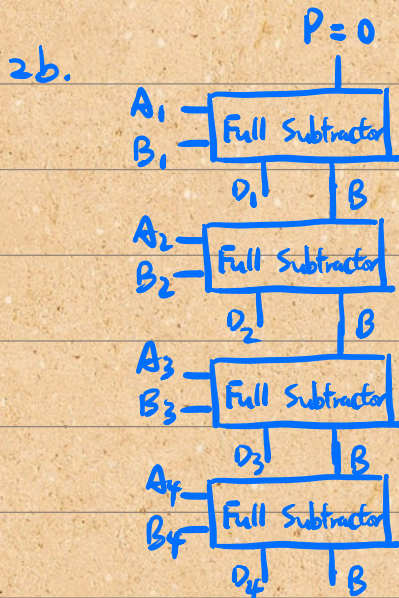 P = 0
2b.
A₁
B₁
Full Subtractor
D₁ B
A₂
B₂
Full Subtractor
D₂ B
A₃
B₃
Full Subtractor
D₃ B
A₄
B₄
Full Subtractor
D₄ B